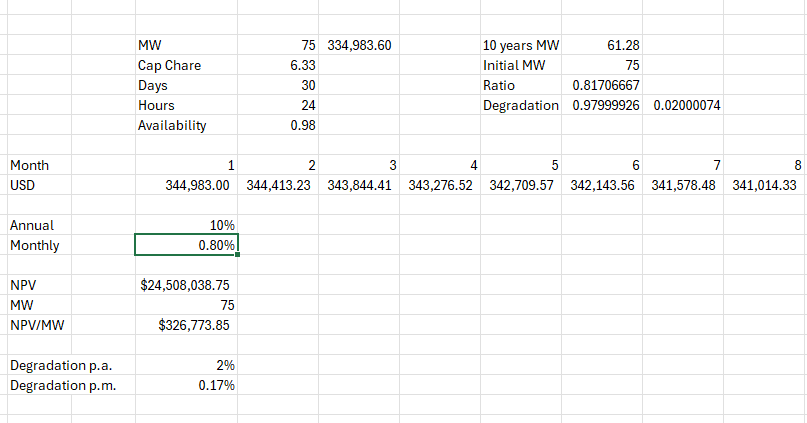 MW 75 334,983.60 10 years MW 61.28
Cap Chare 6.33 Initial MW 75
Days 30 Ratio 0.81706667
Hours 24 Degradation 0.97999926 0.02000074
Availability 0.98
Month 1 2 3 4 5 6 7 8
USD 344,983.00 344,413.23 343,844.41 343,276.52 342,709.57 342,143.56 341,578.48 341,014.33
Annual 10%
Monthly 0.80%
NPV $24,508,038.75
MW 75
NPV/MW $326,773.85
Degradation p.a. 2%
Degradation p.m. 0.17%